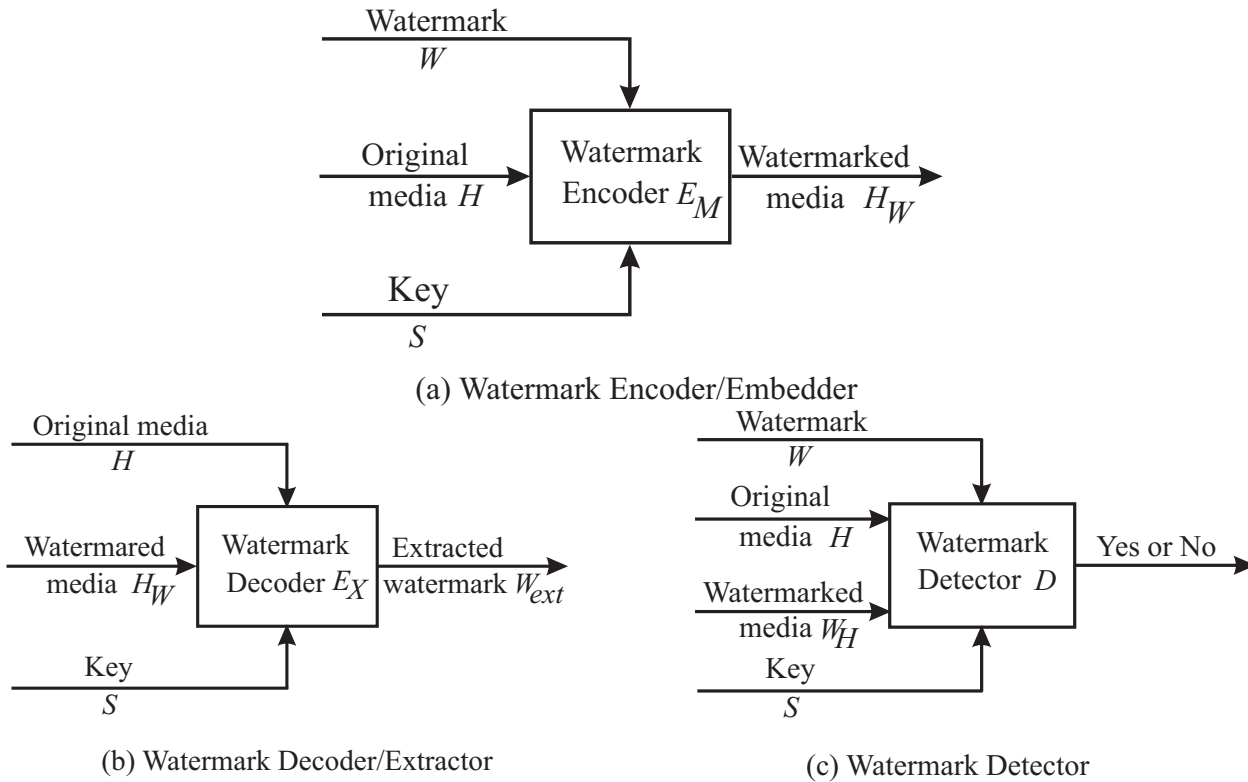 Watermark
W
Original
media H
Watermark
Encoder E_M
Watermarked
media H_W
Key
S
(a) Watermark Encoder/Embedder
Original media
H
Watermared
media H_W
Watermark
Decoder E_X
Extracted
watermark W_ext
Key
S
(b) Watermark Decoder/Extractor
Watermark
W
Original
media H
Watermarked
media W_H
Watermark
Detector D
Yes or No
Key
S
(c) Watermark Detector